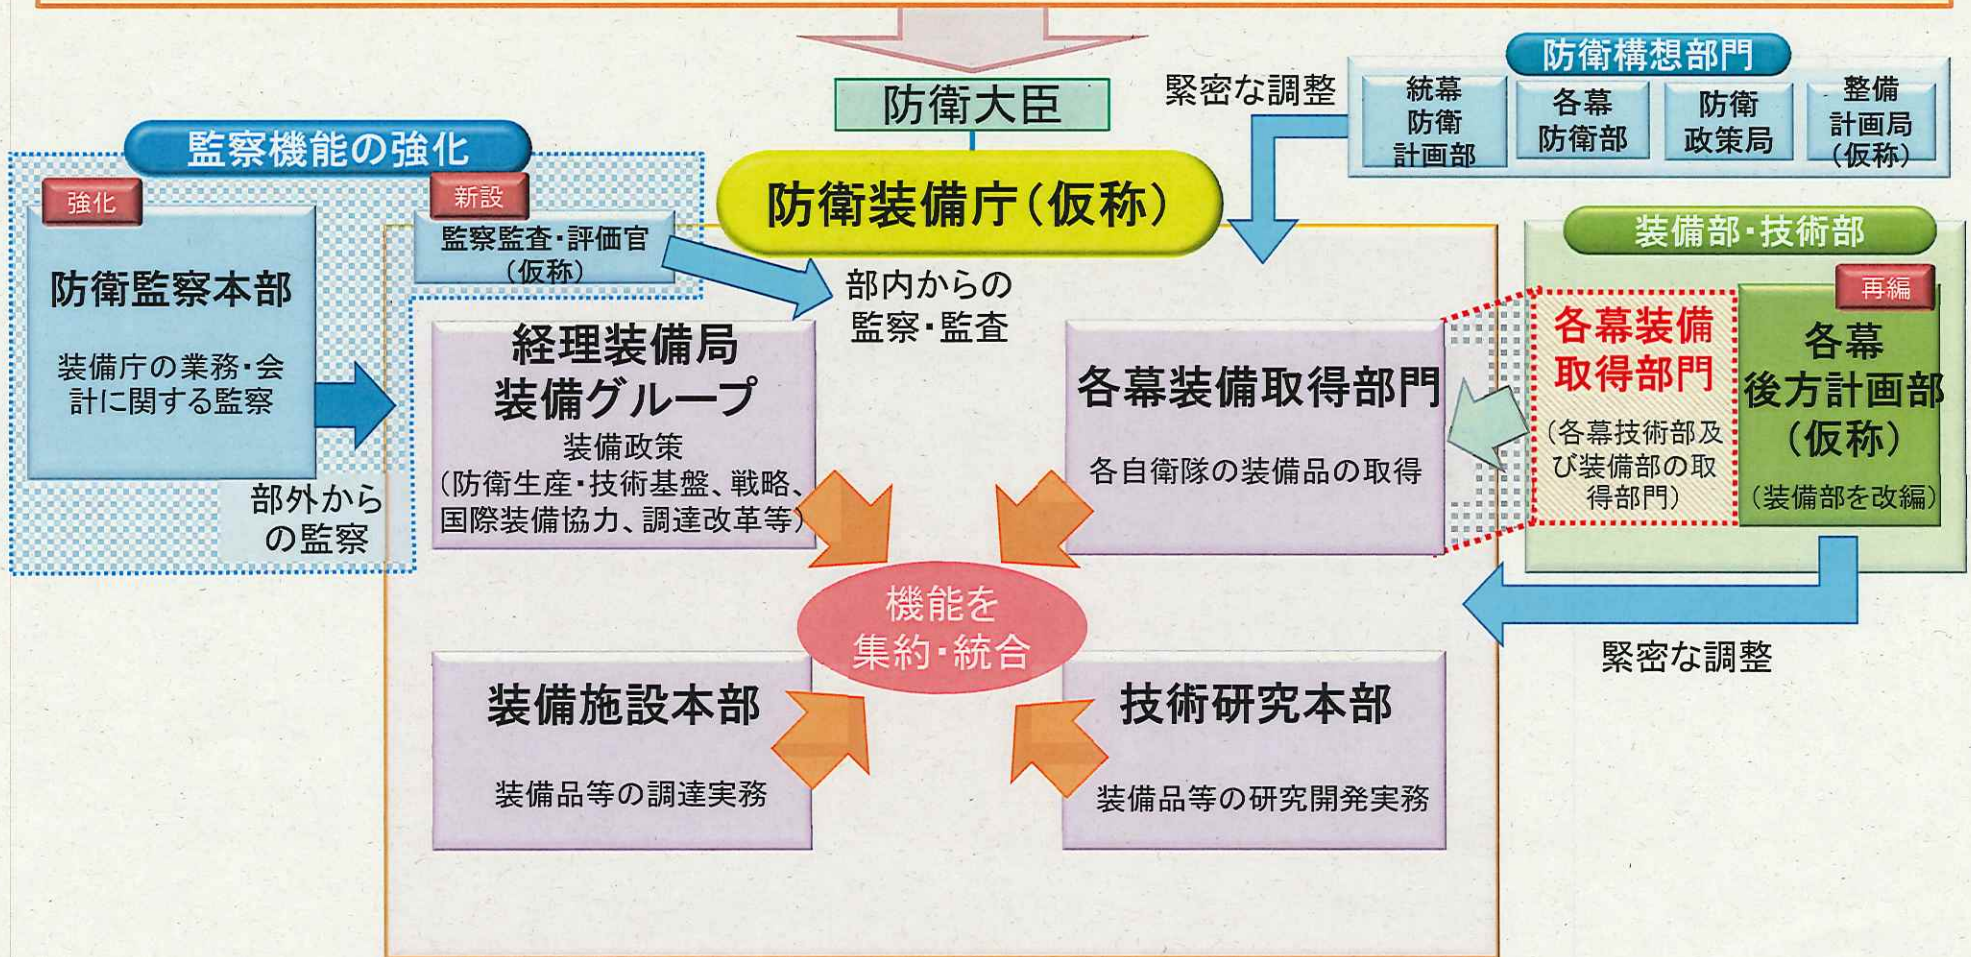 防衛大臣
防衛装備庁（仮称）
緊密な調整
防衛構想部門
統幕
防衛
計画部
各幕
防衛部
防衛
政策局
整備
計画局
（仮称）
監察機能の強化
強化
防衛監察本部
装備庁の業務・会
計に関する監察
部外から
の監察
新設
監察監査・評価官
（仮称）
部内からの
監察・監査
経理装備局
装備グループ
装備政策
（防衛生産・技術基盤、戦略、
国際装備協力、調達改革等）
各幕装備取得部門
各自衛隊の装備品の取得
機能を
集約・統合
装備施設本部
装備品等の調達実務
技術研究本部
装備品等の研究開発実務
装備部・技術部
各幕装備
取得部門
（各幕技術部及
び装備部の取
得部門）
再編
各幕
後方計画部
（仮称）
（装備部を改編）
緊密な調整